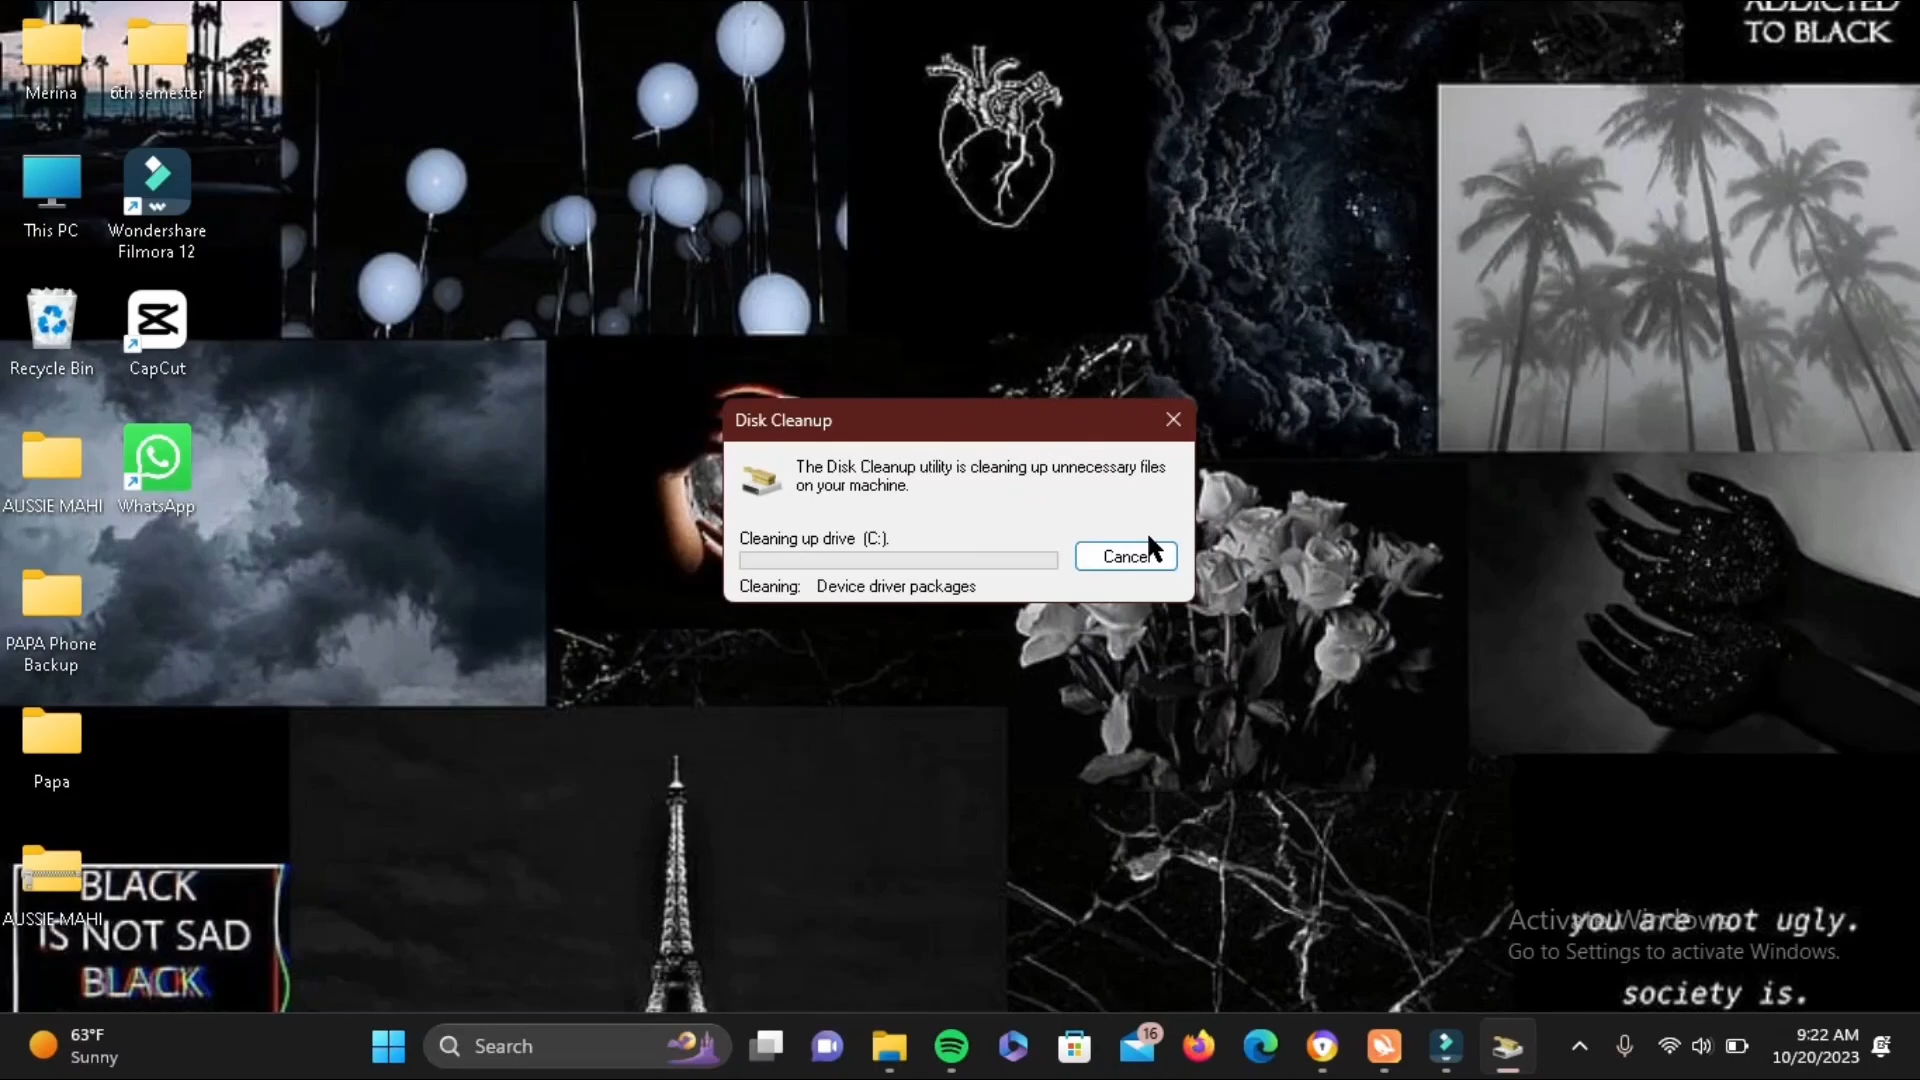 ADDICTED
TO BLACK
Merina
6th semester
This PC
Wondershare
Filmora 12
Recycle Bin
CapCut
AUSSIE MAHI
WhatsApp
PAPA Phone
Backup
Papa
AUSSIE MAHI
BLACK
IS NOT SAD
BLACK
Disk Cleanup
The Disk Cleanup utility is cleaning up unnecessary files
on your machine.
Cleaning up drive (C:).
Cancel
Cleaning: Device driver packages
Activate Windows
Go to Settings to activate Windows.
you are not ugly.
society is.
63°F
Sunny
Search
16
9:22 AM
10/20/2023